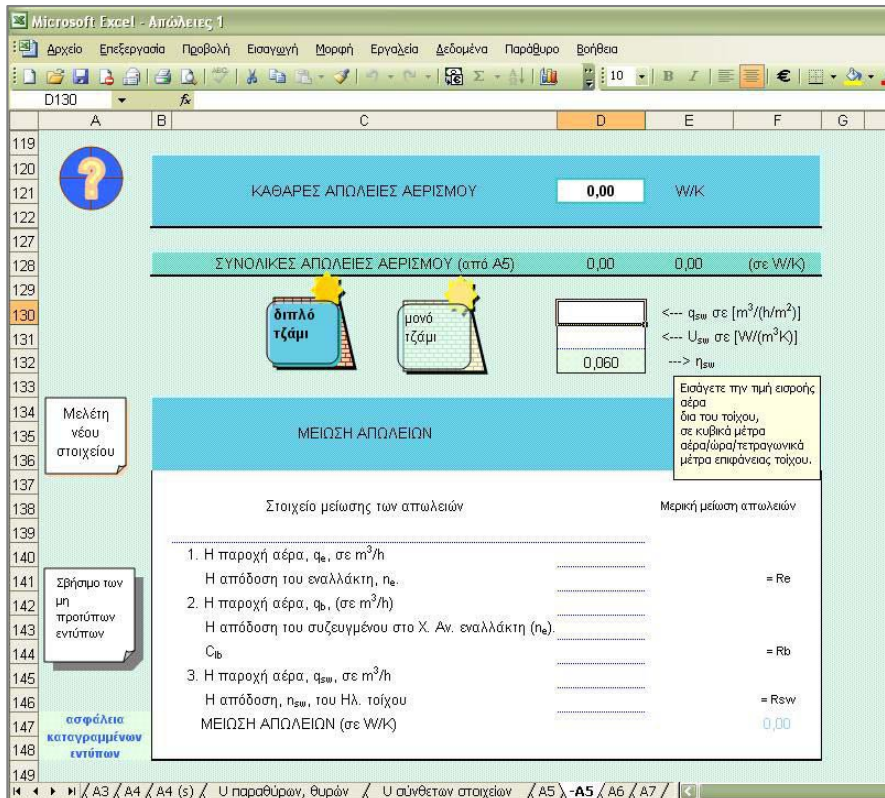 Microsoft Excel - Απώλειες 1
Αρχείο Επεξεργασία Προβολή Εισαγωγή Μορφή Εργαλεία Δεδομένα Παράθυρο Βοήθεια
10 B I €
D130 fx
A B C D E F G
119
120
121 ΚΑΘΑΡΕΣ ΑΠΩΛΕΙΕΣ ΑΕΡΙΣΜΟΥ 0,00 W/K
122
127
128 ΣΥΝΟΛΙΚΕΣ ΑΠΩΛΕΙΕΣ ΑΕΡΙΣΜΟΥ (από A5) 0,00 0,00 (σε W/K)
129
διπλό τζάμι
μονό τζάμι
130 <--- qsw σε [m³/(h/m²)]
131 <--- Usw σε [W/(m³K)]
132 0,060 ---> ηsw
133
Εισάγετε την τιμή εισροής
αέρα
δια του τοίχου,
σε κυβικά μέτρα
αέρα/ώρα/τετραγωνικά
μέτρα επιφάνειας τοίχου.
134 Μελέτη
135 νέου ΜΕΙΩΣΗ ΑΠΩΛΕΙΩΝ
136 στοιχείου
137
138 Στοιχείο μείωσης των απωλειών Μερική μείωση απωλειών
139
140 1. Η παροχή αέρα, qe, σε m³/h
141 Η απόδοση του εναλλάκτη, ne. = Re
142 2. Η παροχή αέρα, qb, (σε m³/h)
143 Η απόδοση του συζευγμένου στο Χ. Αν. εναλλάκτη (ne).
144 Cib = Rb
Σβήσιμο των
μη
προτύπων
εντύπων
145 3. Η παροχή αέρα, qsw, σε m³/h
146 Η απόδοση, nsw, του Ηλ. τοίχου = Rsw
147 ΜΕΙΩΣΗ ΑΠΩΛΕΙΩΝ (σε W/K) 0,00
148
ασφάλεια
καταγραμμένων
εντύπων
149
A3 / A4 / A4 (s) / U παραθύρων, θυρών / U σύνθετων στοιχείων / A5 \ -A5 / A6 / A7 /